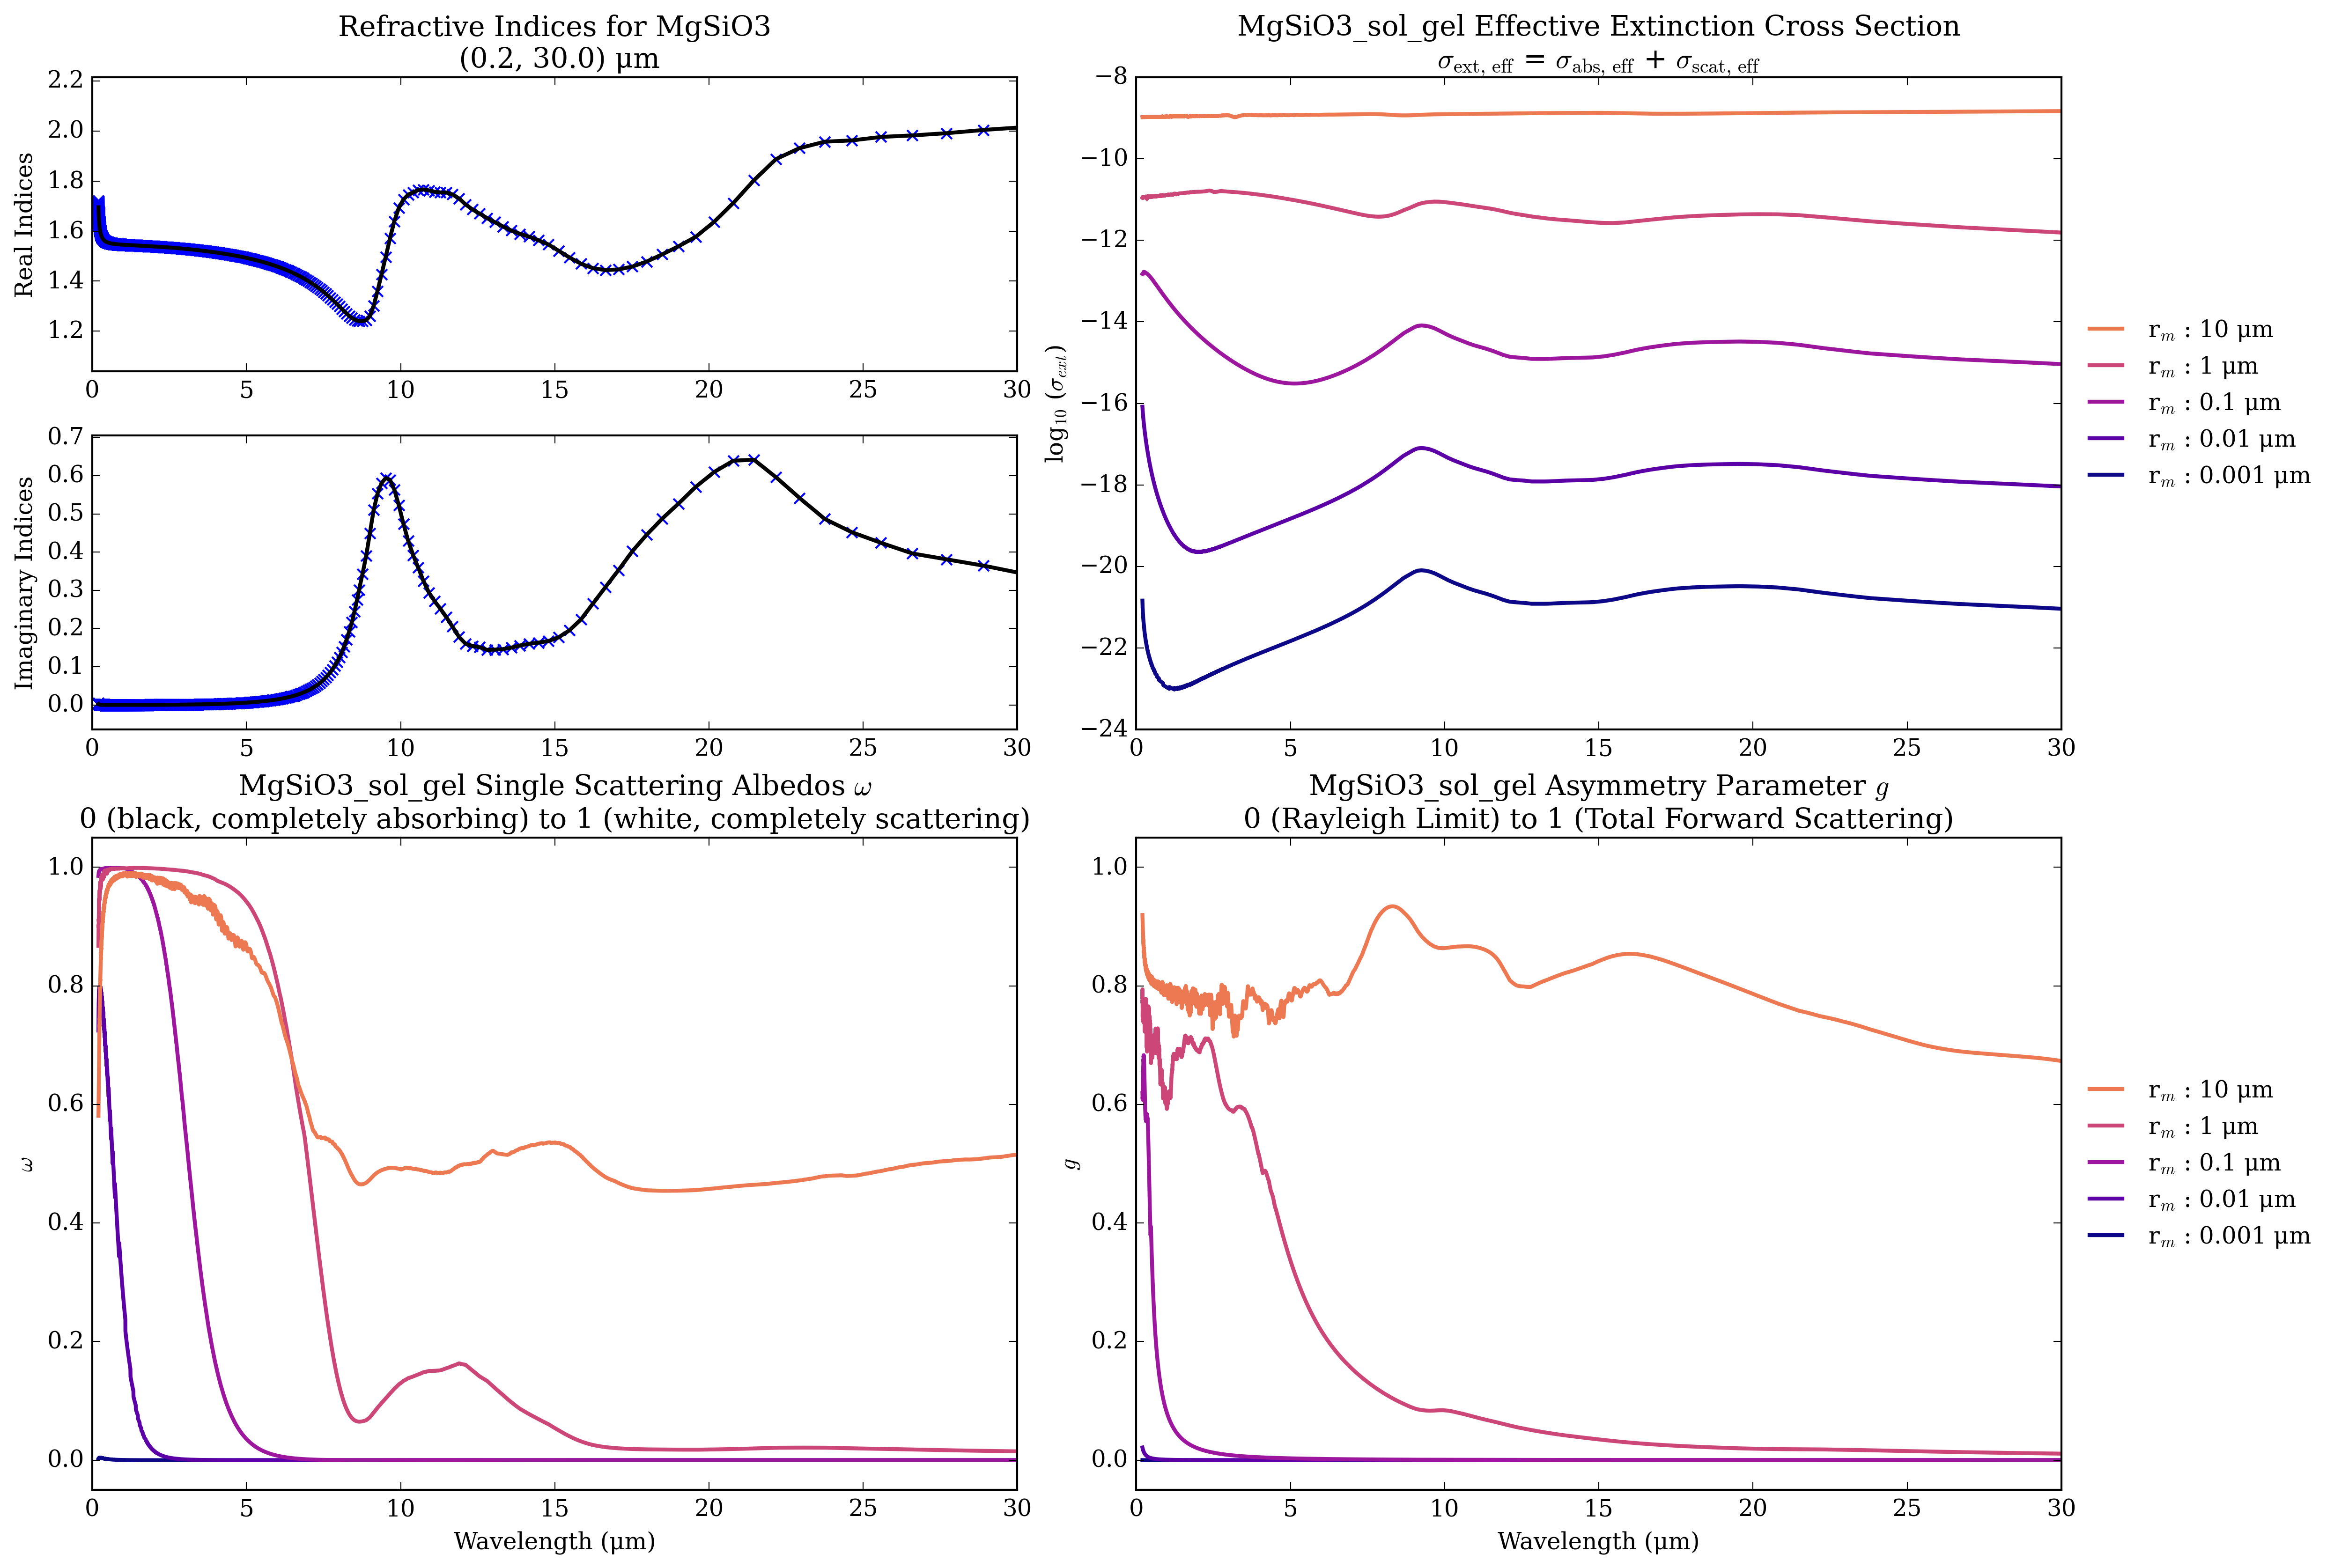 Refractive Indices for MgSiO3
(0.2, 30.0) μm
Real Indices
2.2
2.0
1.8
1.6
1.4
1.2
0 5 10 15 20 25 30
Imaginary Indices
0.7
0.6
0.5
0.4
0.3
0.2
0.1
0.0
0 5 10 15 20 25 30
MgSiO3_sol_gel Effective Extinction Cross Section
σext, eff = σabs, eff + σscat, eff
log10 (σext)
−8
−10
−12
−14
−16
−18
−20
−22
−24
0 5 10 15 20 25 30
rm : 10 μm
rm : 1 μm
rm : 0.1 μm
rm : 0.01 μm
rm : 0.001 μm
MgSiO3_sol_gel Single Scattering Albedos ω
0 (black, completely absorbing) to 1 (white, completely scattering)
ω
1.0
0.8
0.6
0.4
0.2
0.0
0 5 10 15 20 25 30
Wavelength (μm)
MgSiO3_sol_gel Asymmetry Parameter g
0 (Rayleigh Limit) to 1 (Total Forward Scattering)
g
1.0
0.8
0.6
0.4
0.2
0.0
0 5 10 15 20 25 30
Wavelength (μm)
rm : 10 μm
rm : 1 μm
rm : 0.1 μm
rm : 0.01 μm
rm : 0.001 μm